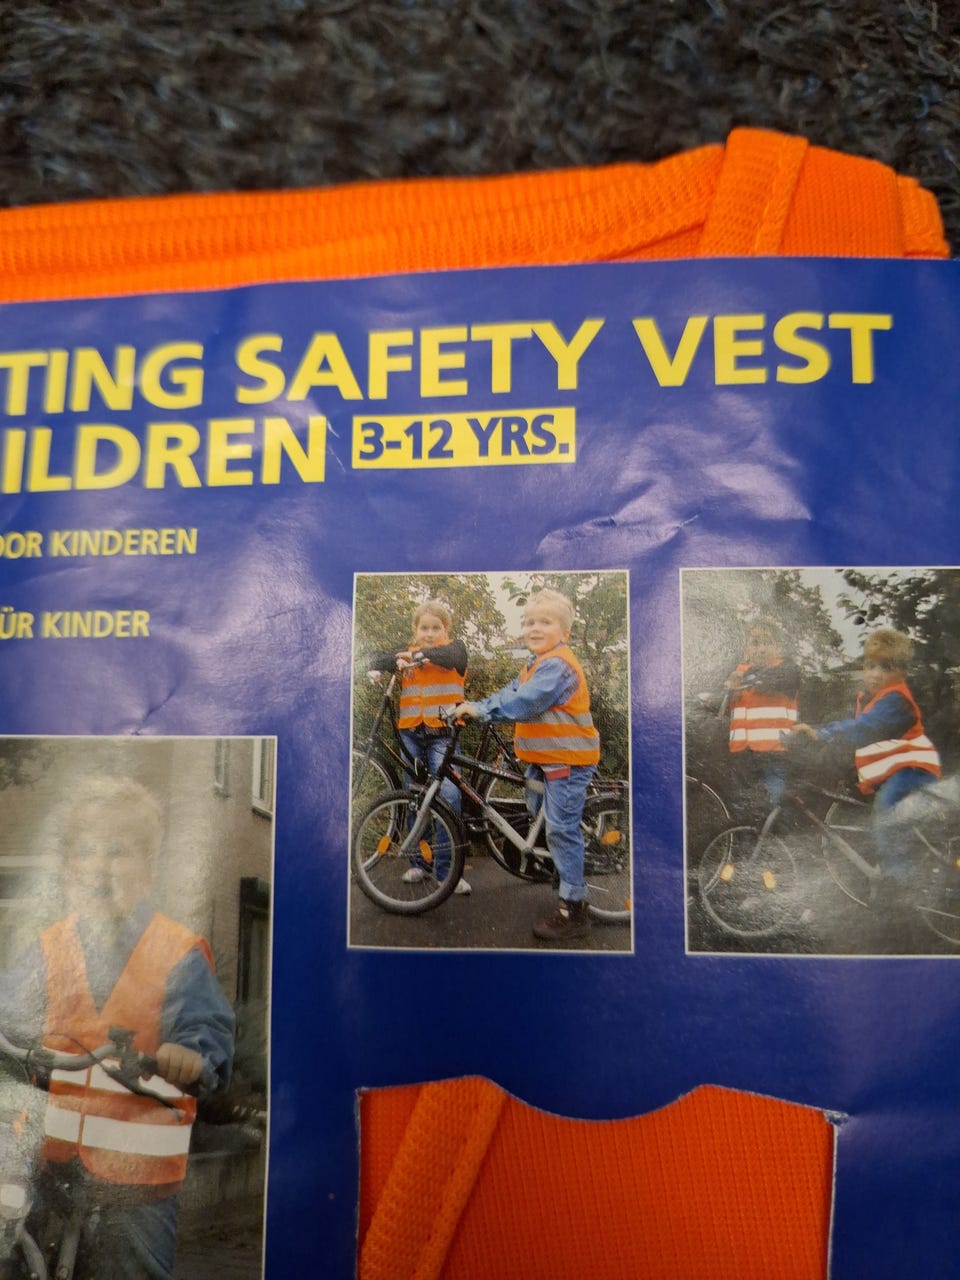 TING SAFETY VEST
ILDREN 3-12 YRS.
OOR KINDEREN
ÜR KINDER